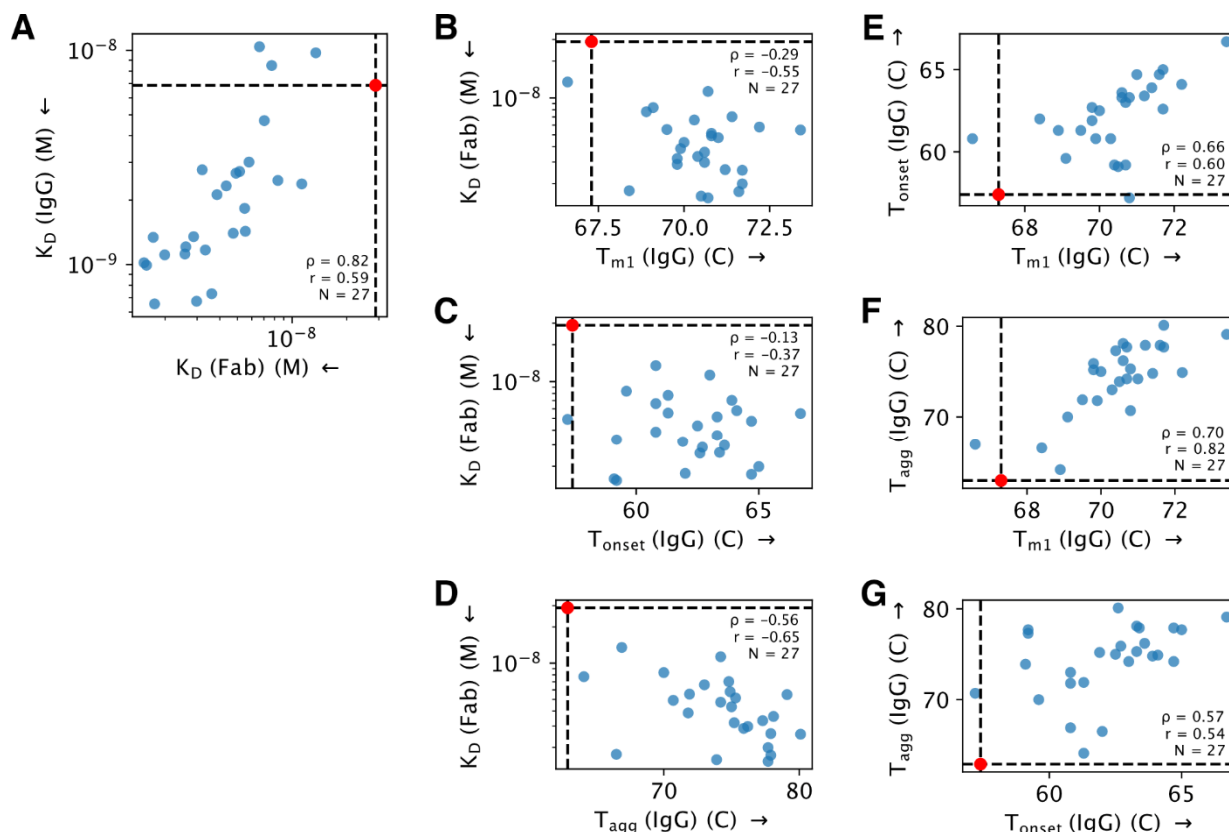 A
K_D (IgG) (M) ←
10⁻⁸
10⁻⁹
ρ = 0.82
r = 0.59
N = 27
10⁻⁸
K_D (Fab) (M) ←
B
K_D (Fab) (M) ←
10⁻⁸
ρ = −0.29
r = −0.55
N = 27
67.5 70.0 72.5
T_m1 (IgG) (C) →
C
K_D (Fab) (M) ←
10⁻⁸
ρ = −0.13
r = −0.37
N = 27
60 65
T_onset (IgG) (C) →
D
K_D (Fab) (M) ←
10⁻⁸
ρ = −0.56
r = −0.65
N = 27
70 80
T_agg (IgG) (C) →
E
T_onset (IgG) (C) →
65
60
ρ = 0.66
r = 0.60
N = 27
68 70 72
T_m1 (IgG) (C) →
F
T_agg (IgG) (C) →
80
70
ρ = 0.70
r = 0.82
N = 27
68 70 72
T_m1 (IgG) (C) →
G
T_agg (IgG) (C) →
80
70
ρ = 0.57
r = 0.54
N = 27
60 65
T_onset (IgG) (C) →